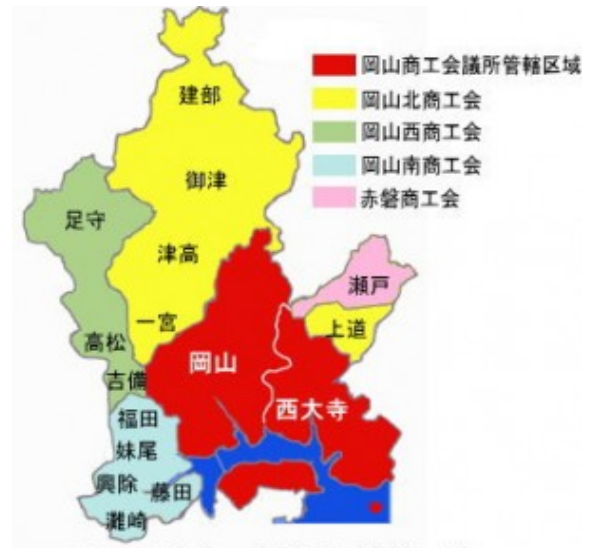 建部
岡山商工会議所管轄区域
岡山北商工会
岡山西商工会
岡山南商工会
赤磐商工会
御津
足守
津高
瀬戸
一宮
上道
高松
岡山
吉備
西大寺
福田
妹尾
興除
藤田
灘崎